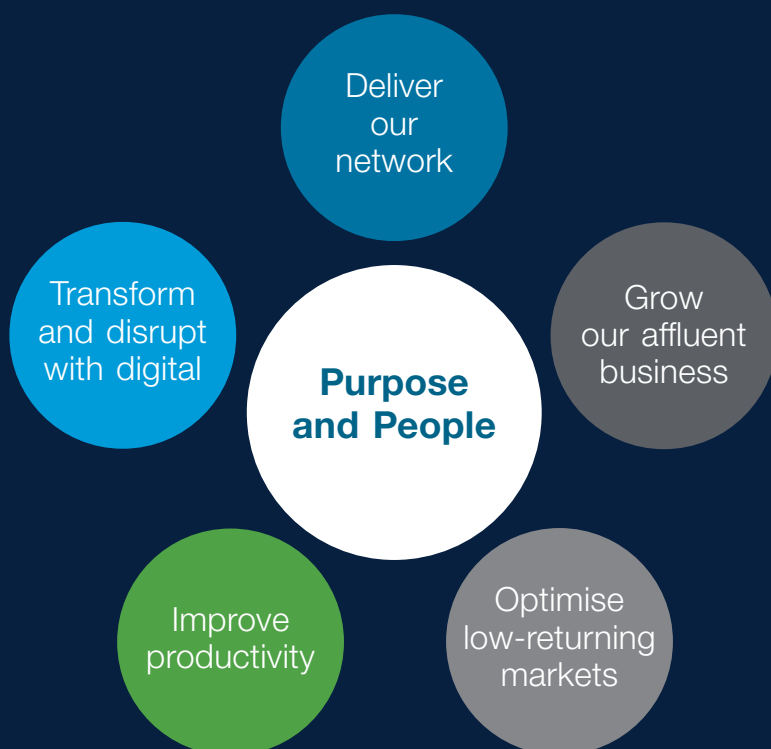 Deliver
our
network
Transform
and disrupt
with digital
Grow
our affluent
business
Purpose
and People
Improve
productivity
Optimise
low-returning
markets